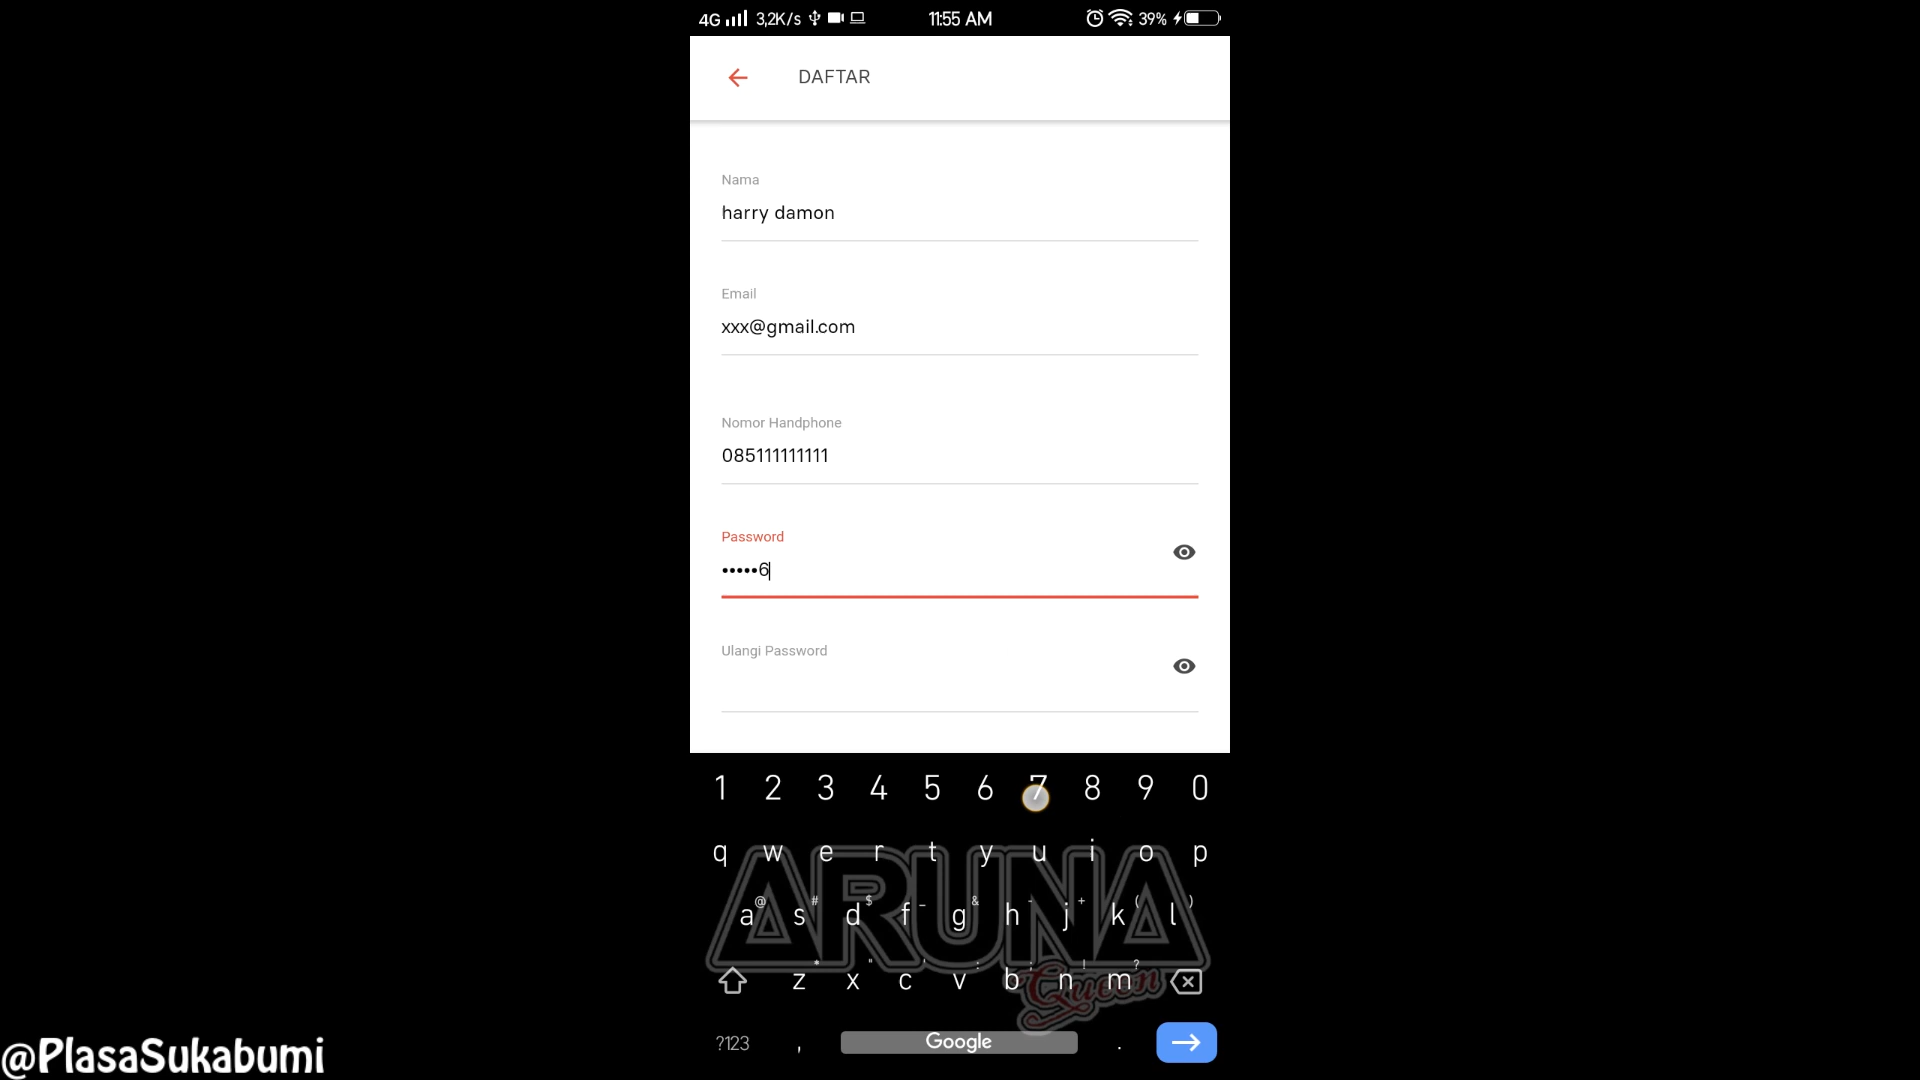 4G 3,2K/s 11:55 AM 39%
DAFTAR
Nama
harry damon
Email
xxx@gmail.com
Nomor Handphone
085111111111
Password
•••••6
Ulangi Password
1 2 3 4 5 6 7 8 9 0
q w e r t y u i o p
ARUNA
@ # $ _ & - + ( )
a s d f g h j k l
* " ' : ; ! ?
z x c v b n m
Queen
?123 , Google .
@PlasaSukabumi